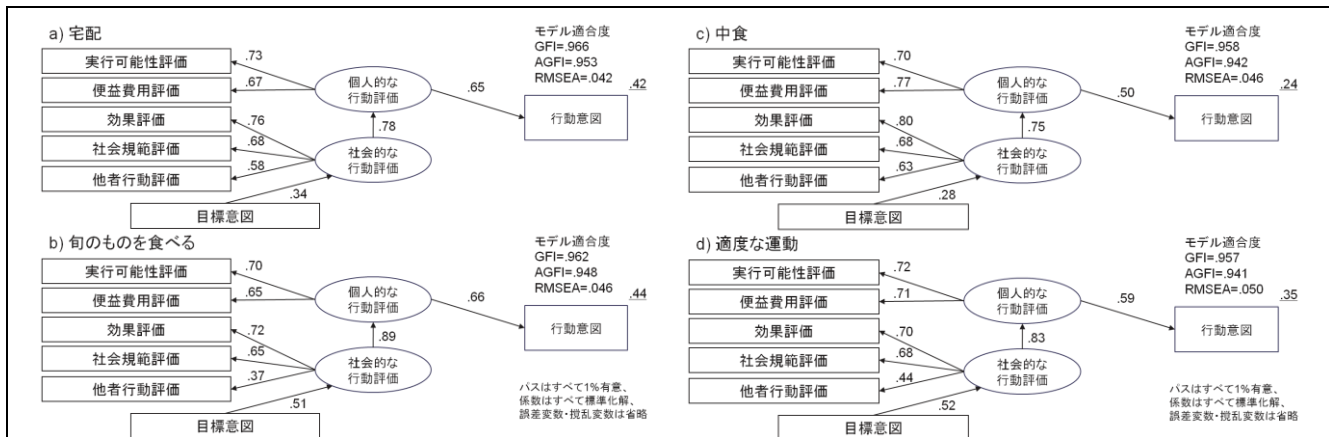 a) 宅配
実行可能性評価
便益費用評価
効果評価
社会規範評価
他者行動評価
目標意図
.73
.67
.76
.68
.58
.34
個人的な
行動評価
.78
社会的な
行動評価
.65
モデル適合度
GFI=.966
AGFI=.953
RMSEA=.042
.42
行動意図
b) 旬のものを食べる
実行可能性評価
便益費用評価
効果評価
社会規範評価
他者行動評価
目標意図
.70
.65
.72
.65
.37
.51
個人的な
行動評価
.89
社会的な
行動評価
.66
モデル適合度
GFI=.962
AGFI=.948
RMSEA=.046
.44
行動意図
パスはすべて1%有意、
係数はすべて標準化解、
誤差変数・撹乱変数は省略
c) 中食
実行可能性評価
便益費用評価
効果評価
社会規範評価
他者行動評価
目標意図
.70
.77
.80
.68
.63
.28
個人的な
行動評価
.75
社会的な
行動評価
.50
モデル適合度
GFI=.958
AGFI=.942
RMSEA=.046
.24
行動意図
d) 適度な運動
実行可能性評価
便益費用評価
効果評価
社会規範評価
他者行動評価
目標意図
.72
.71
.70
.68
.44
.52
個人的な
行動評価
.83
社会的な
行動評価
.59
モデル適合度
GFI=.957
AGFI=.941
RMSEA=.050
.35
行動意図
パスはすべて1%有意、
係数はすべて標準化解、
誤差変数・撹乱変数は省略